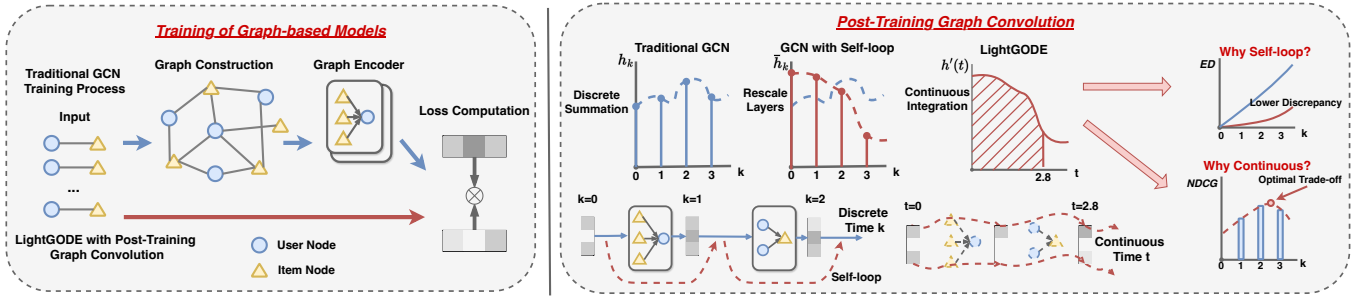 Training of Graph-based Models
Traditional GCN
Training Process
Input
...
Graph Construction
Graph Encoder
Loss Computation
LightGODE with Post-Training
Graph Convolution
User Node
Item Node
Post-Training Graph Convolution
Traditional GCN
h_k
Discrete
Summation
0 1 2 3 k
GCN with Self-loop
h̄_k
Rescale
Layers
0 1 2 3 k
LightGODE
h'(t)
Continuous
Integration
2.8 t
Why Self-loop?
ED
Lower Discrepancy
0 1 2 3 k
Why Continuous?
NDCG
Optimal Trade-off
0 1 2 3 k
k=0 k=1 k=2
Discrete
Time k
Self-loop
t=0 t=2.8
Continuous
Time t